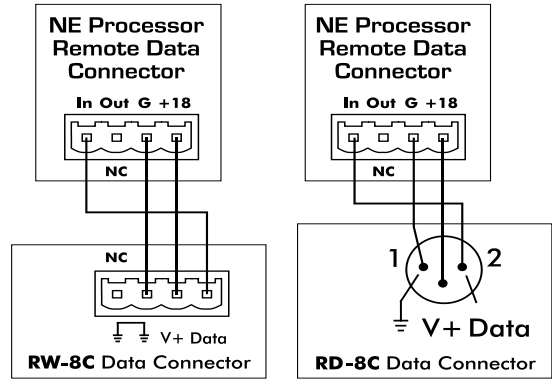 NE Processor
Remote Data
Connector
In Out G +18
NC
NC
V+ Data
RW-8C Data Connector
NE Processor
Remote Data
Connector
In Out G +18
NC
1 2
V+ Data
RD-8C Data Connector